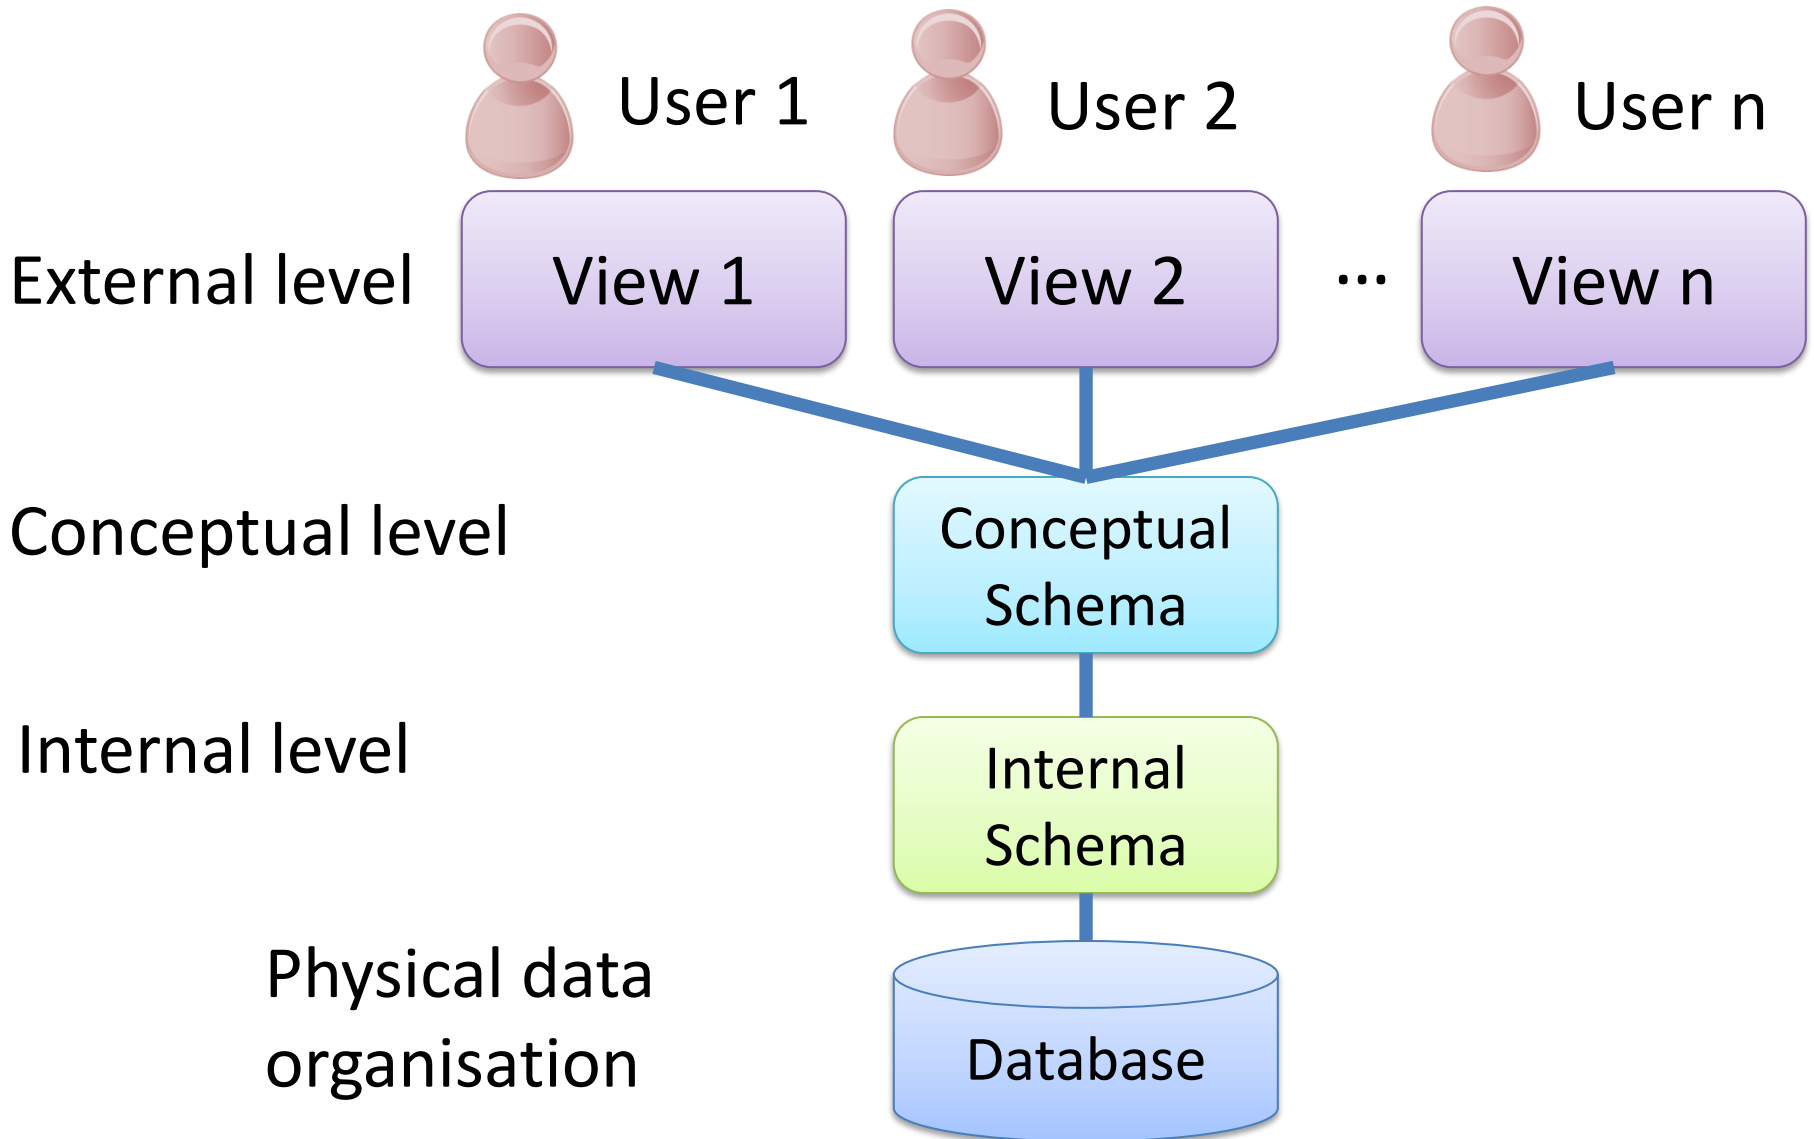 User 1
User 2
User n
External level
View 1
View 2
...
View n
Conceptual level
Conceptual
Schema
Internal level
Internal
Schema
Physical data
organisation
Database